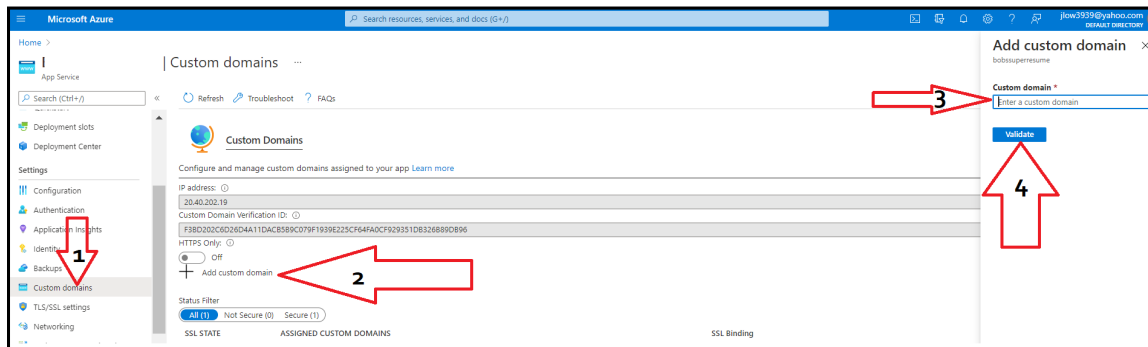 Microsoft Azure
Search resources, services, and docs (G+/)
jlow3939@yahoo.com
DEFAULT DIRECTORY
Home >
| Custom domains ...
App Service
Search (Ctrl+/)
Deployment slots
Deployment Center
Settings
Configuration
Authentication
Application Insights
Identity
Backups
Custom domains
TLS/SSL settings
Networking
1
Refresh
Troubleshoot
FAQs
Custom Domains
Configure and manage custom domains assigned to your app Learn more
IP address:
20.40.202.19
Custom Domain Verification ID:
F3BD202C6D26D4A11DACB5B9C079F1939E225CF64FA0CF929351DB326B89DB96
HTTPS Only:
Off
Add custom domain
2
Status Filter
All (1) Not Secure (0) Secure (1)
SSL STATE ASSIGNED CUSTOM DOMAINS SSL Binding
Add custom domain
bobssuperresume
Custom domain *
3
Enter a custom domain
Validate
4